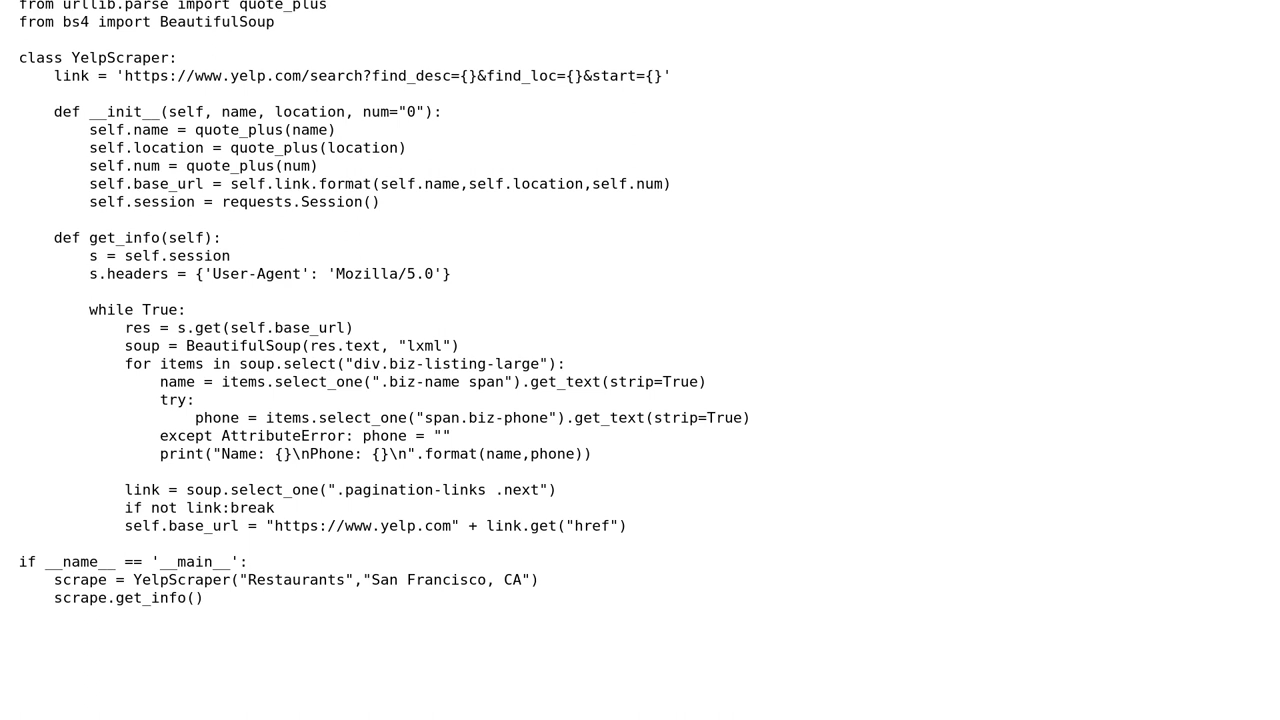 from urllib.parse import quote_plus
from bs4 import BeautifulSoup

class YelpScraper:
    link = 'https://www.yelp.com/search?find_desc={}&find_loc={}&start={}'

    def __init__(self, name, location, num="0"):
        self.name = quote_plus(name)
        self.location = quote_plus(location)
        self.num = quote_plus(num)
        self.base_url = self.link.format(self.name,self.location,self.num)
        self.session = requests.Session()

    def get_info(self):
        s = self.session
        s.headers = {'User-Agent': 'Mozilla/5.0'}

        while True:
            res = s.get(self.base_url)
            soup = BeautifulSoup(res.text, "lxml")
            for items in soup.select("div.biz-listing-large"):
                name = items.select_one(".biz-name span").get_text(strip=True)
                try:
                    phone = items.select_one("span.biz-phone").get_text(strip=True)
                except AttributeError: phone = ""
                print("Name: {}\nPhone: {}\n".format(name,phone))

            link = soup.select_one(".pagination-links .next")
            if not link:break
            self.base_url = "https://www.yelp.com" + link.get("href")

if __name__ == '__main__':
    scrape = YelpScraper("Restaurants","San Francisco, CA")
    scrape.get_info()